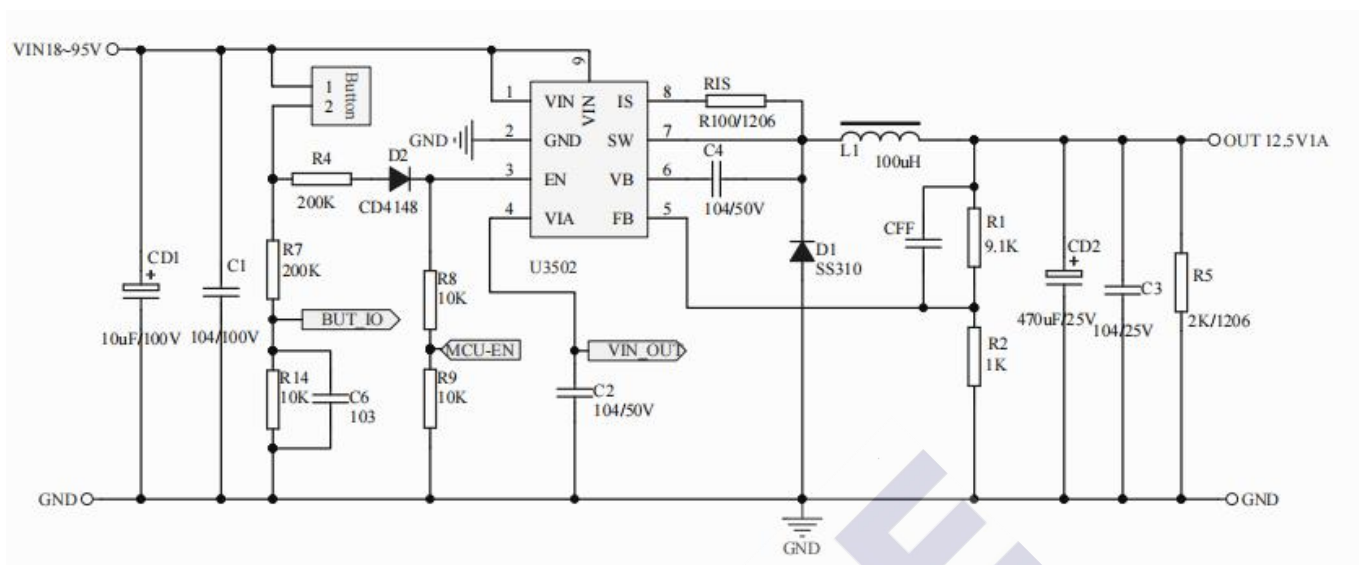 VIN18~95V
Button
1
2
GND
R4
200K
D2
CD4148
R7
200K
CD1
+
10uF/100V
C1
104/100V
BUT_IO
R14
10K
C6
103
R8
10K
MCU-EN
R9
10K
9
VIN
1
VIN
2
GND
3
EN
4
VIA
IS
8
SW
7
VB
6
FB
5
U3502
VIN_OUT
C2
104/50V
RIS
R100/1206
C4
104/50V
D1
SS310
L1
100uH
CFF
R1
9.1K
R2
1K
CD2
+
470uF/25V
C3
104/25V
R5
2K/1206
OUT 12.5V1A
GND
GND
GND